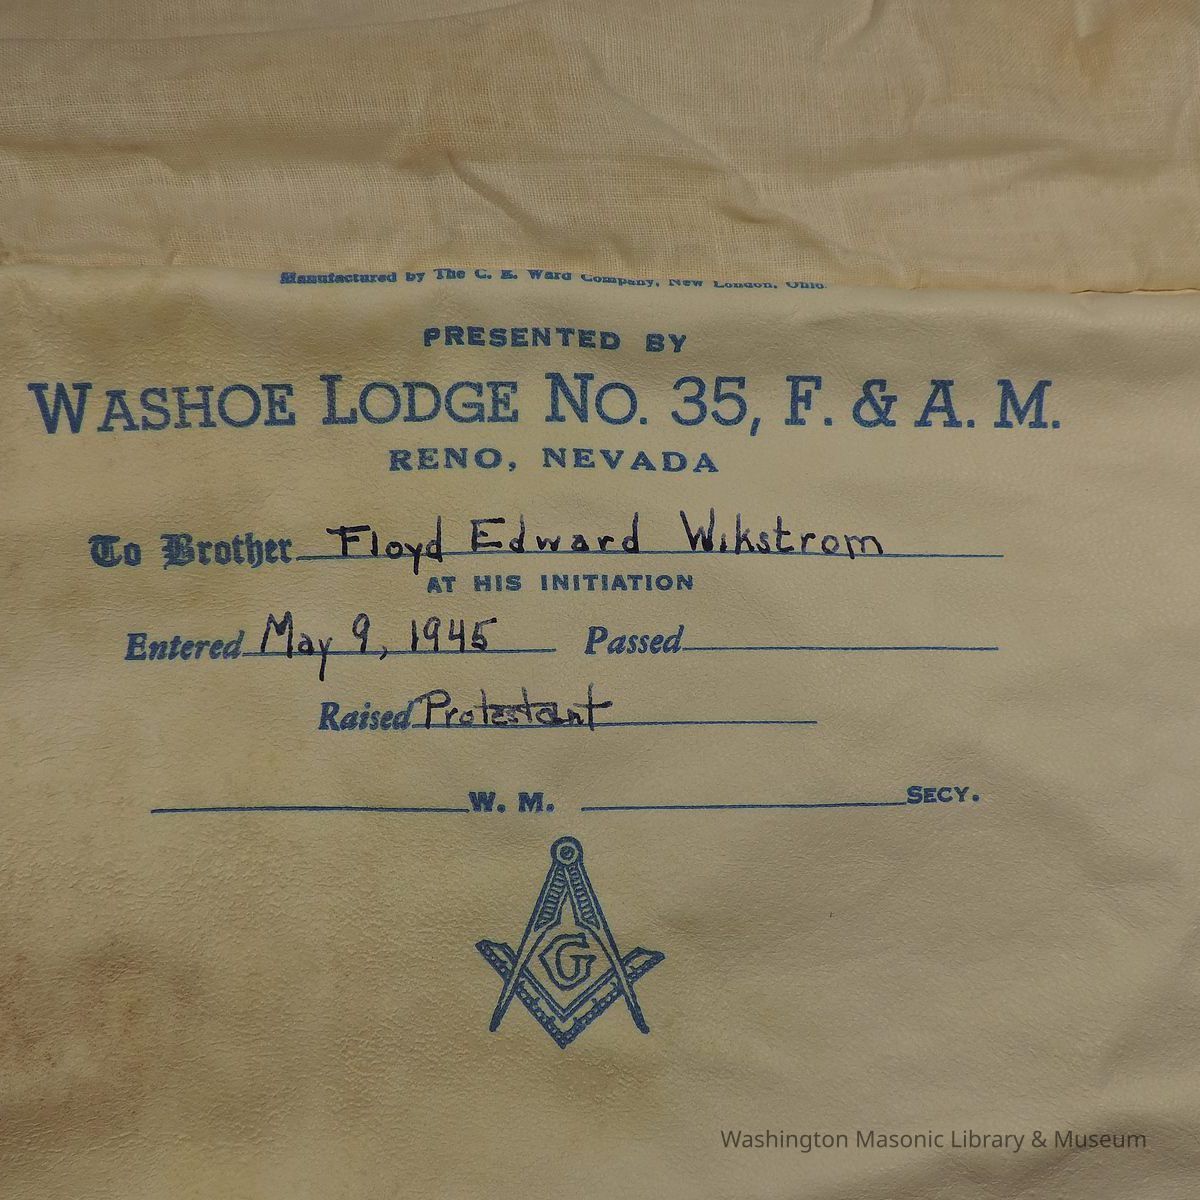 Manufactured by The C. E. Ward Company, New London, Ohio.
PRESENTED BY
WASHOE LODGE NO. 35, F. & A. M.
RENO, NEVADA
To Brother Floyd Edward Wikstrom
AT HIS INITIATION
Entered May 9, 1945 Passed
Raised Protestant
W. M. SECY.
G
Washington Masonic Library & Museum